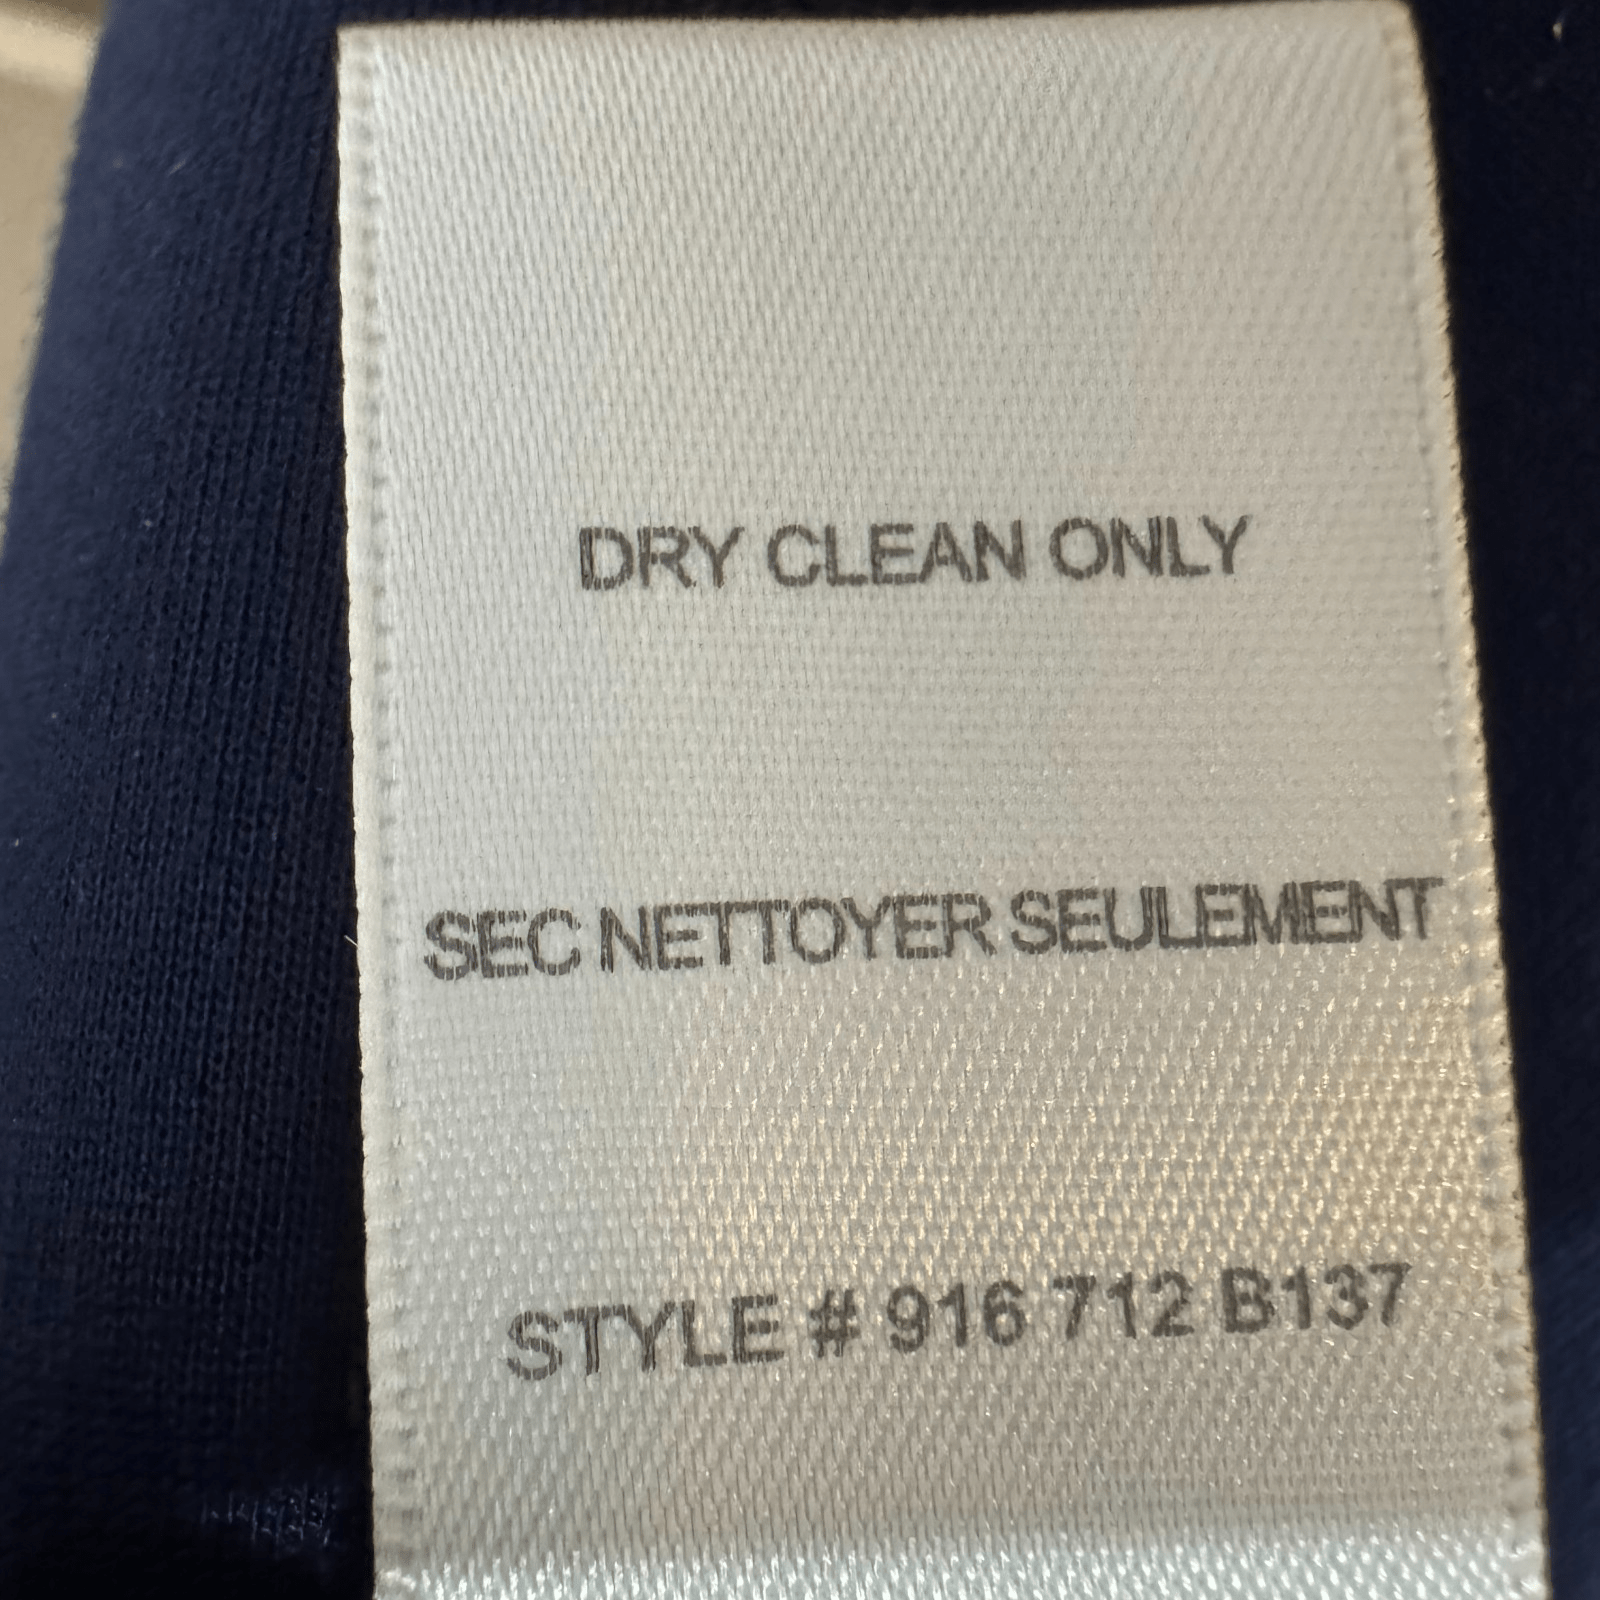 DRY CLEAN ONLY
SEC NETTOYER SEULEMENT
STYLE # 916 712 B137